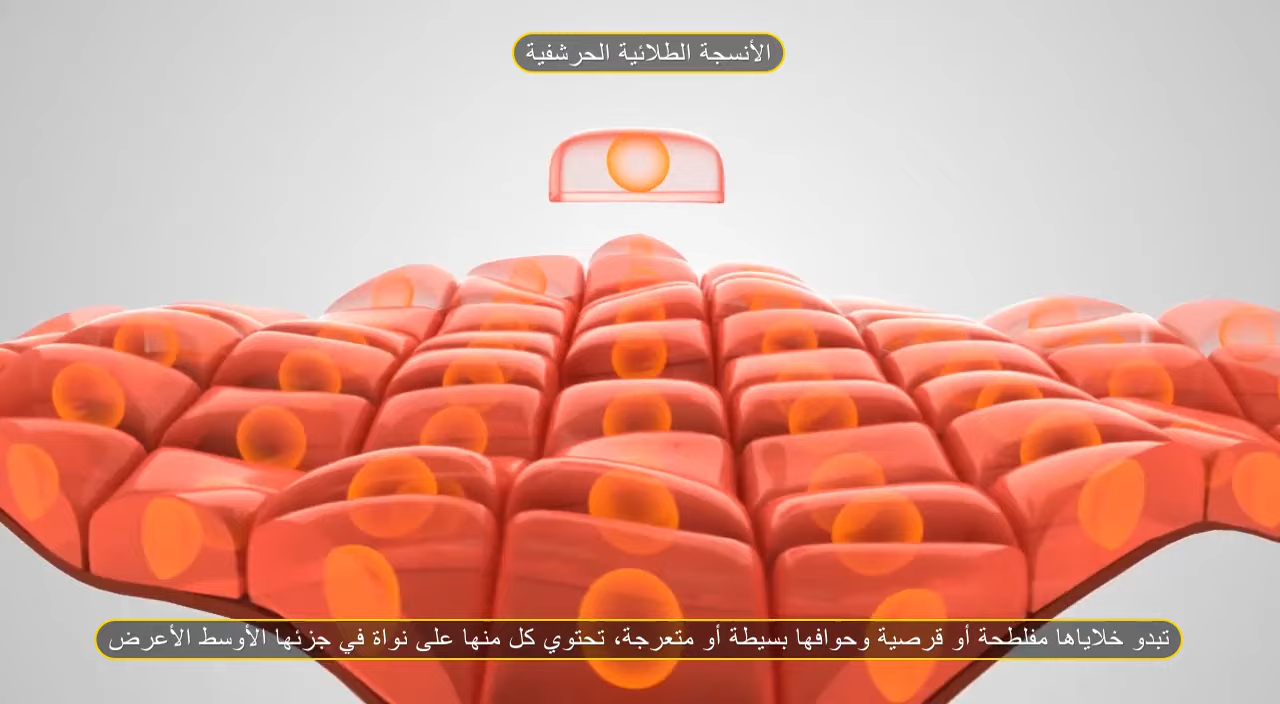 الأنسجة الطلائية الحرشفية
تبدو خلاياها مفلطحة أو قرصية وحوافها بسيطة أو متعرجة، تحتوي كل منها على نواة في جزئها الأوسط الأعرض